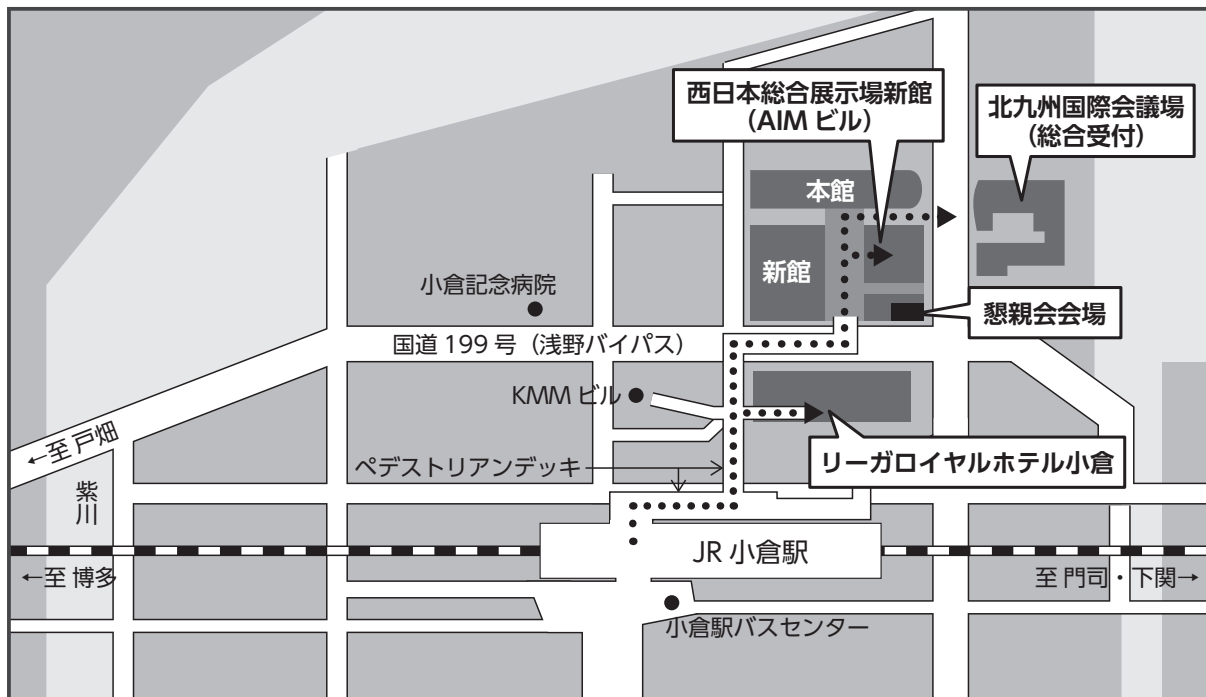 西日本総合展示場新館
（AIM ビル）
北九州国際会議場
（総合受付）
本館
新館
小倉記念病院
懇親会会場
国道 199 号（浅野バイパス）
KMM ビル
←至 戸畑
リーガロイヤルホテル小倉
ペデストリアンデッキ
紫川
JR 小倉駅
←至 博多
至 門司・下関→
小倉駅バスセンター